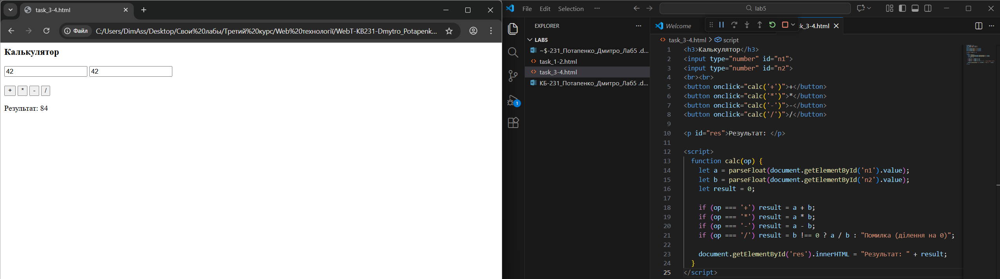 task_3-4.html
Файл
C:/Users/DimAss/Desktop/Свои%20лабы/Третий%20курс/Web%20технології/WebT-KB231-Dmytro_Potapenk...
Калькулятор
42 42
+ * - /
Результат: 84
File Edit Selection ...
lab5
EXPLORER
LAB5
~$-231_Потапенко_Дмитро_Лаб5 .d...
task_1-2.html
task_3-4.html
КБ-231_Потапенко_Дмитро_Лаб5 .d...
1
Welcome
sk_3-4.html
task_3-4.html > script
1 <h3>Калькулятор</h3>
2 <input type="number" id="n1">
3 <input type="number" id="n2">
4 <br><br>
5 <button onclick="calc('+')">+</button>
6 <button onclick="calc('*')">*</button>
7 <button onclick="calc('-')">-</button>
8 <button onclick="calc('/')">/</button>
9
10 <p id="res">Результат: </p>
11
12 <script>
13 function calc(op) {
14 let a = parseFloat(document.getElementById('n1').value);
15 let b = parseFloat(document.getElementById('n2').value);
16 let result = 0;
17
18 if (op === '+') result = a + b;
19 if (op === '*') result = a * b;
20 if (op === '-') result = a - b;
21 if (op === '/') result = b !== 0 ? a / b : "Помилка (ділення на 0)";
22
23 document.getElementById('res').innerHTML = "Результат: " + result;
24 }
25 </script>